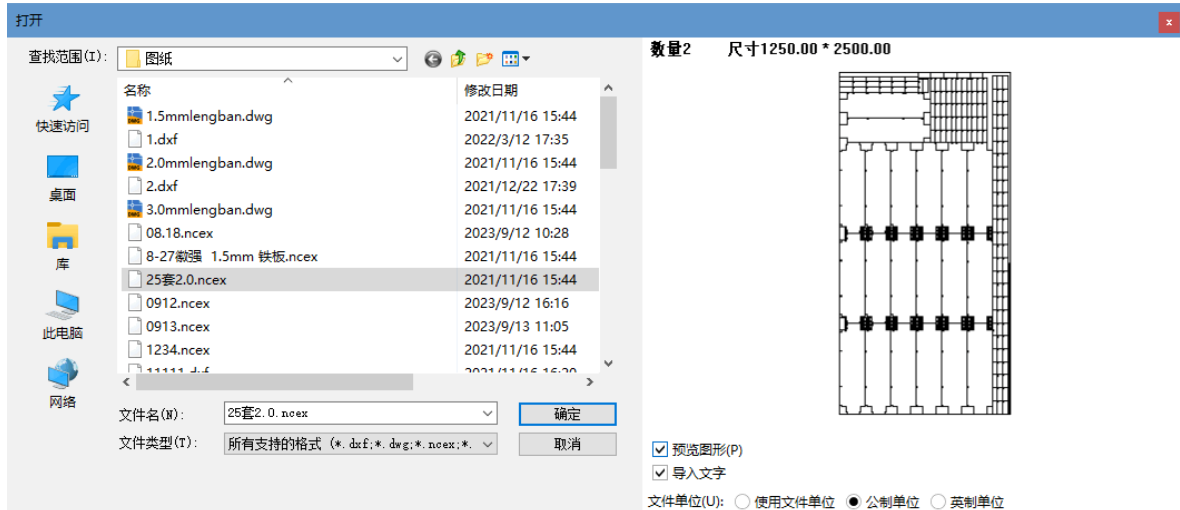 打开
x
查找范围(I):
图纸
快速访问
桌面
库
此电脑
网络
名称
修改日期
1.5mmlengban.dwg
2021/11/16 15:44
1.dxf
2022/3/12 17:35
2.0mmlengban.dwg
2021/11/16 15:44
2.dxf
2021/12/22 17:39
3.0mmlengban.dwg
2021/11/16 15:44
08.18.ncex
2023/9/12 10:28
8-27徽强 1.5mm 铁板.ncex
2021/11/16 15:44
25套2.0.ncex
2021/11/16 15:44
0912.ncex
2023/9/12 16:16
0913.ncex
2023/9/13 11:05
1234.ncex
2021/11/16 15:44
11111.dxf
2021/11/16 16:20
文件名(N):
25套2.0.ncex
确定
文件类型(T):
所有支持的格式 (*.dxf;*.dwg;*.ncex;*.
取消
数量2 尺寸1250.00 * 2500.00
预览图形(P)
导入文字
文件单位(U): 使用文件单位 公制单位 英制单位